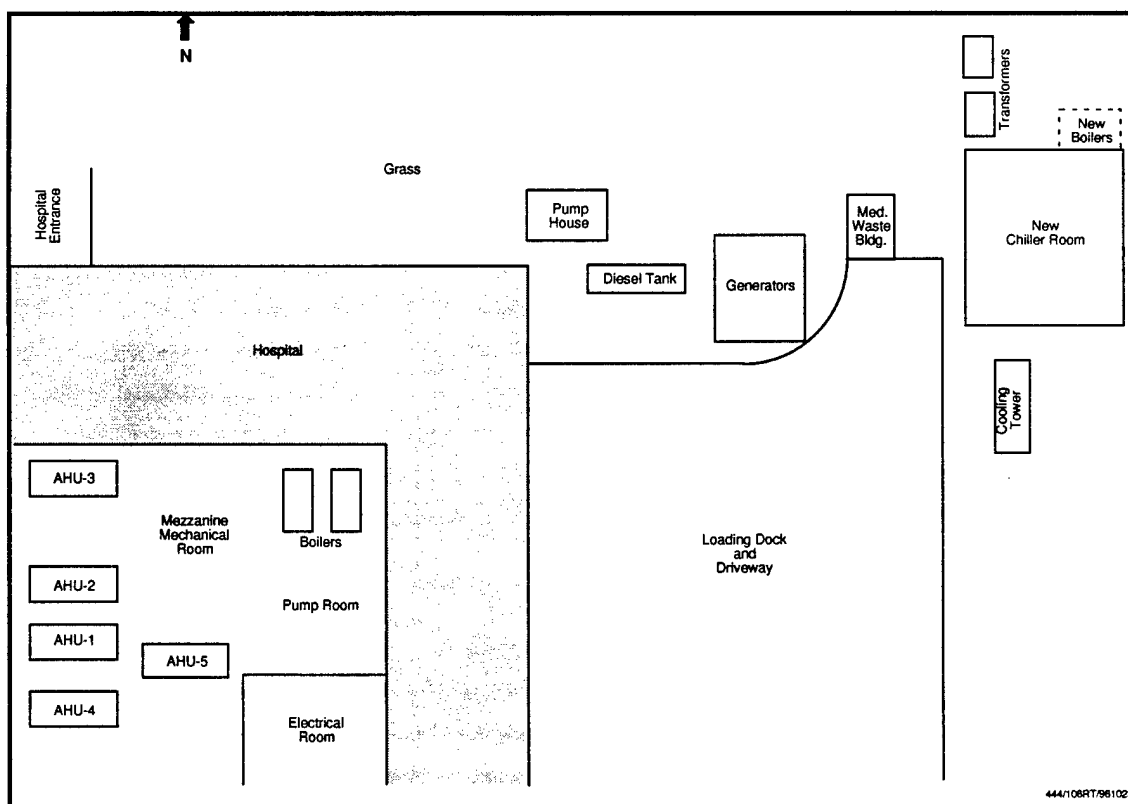 N
Transformers
New
Boilers
Hospital
Entrance
Grass
Pump
House
Med.
Waste
Bldg.
New
Chiller Room
Diesel Tank
Generators
Hospital
Cooling
Tower
AHU-3
Mezzanine
Mechanical
Room
Boilers
Loading Dock
and
Driveway
AHU-2
Pump Room
AHU-1
AHU-5
AHU-4
Electrical
Room
444/106RT/96102